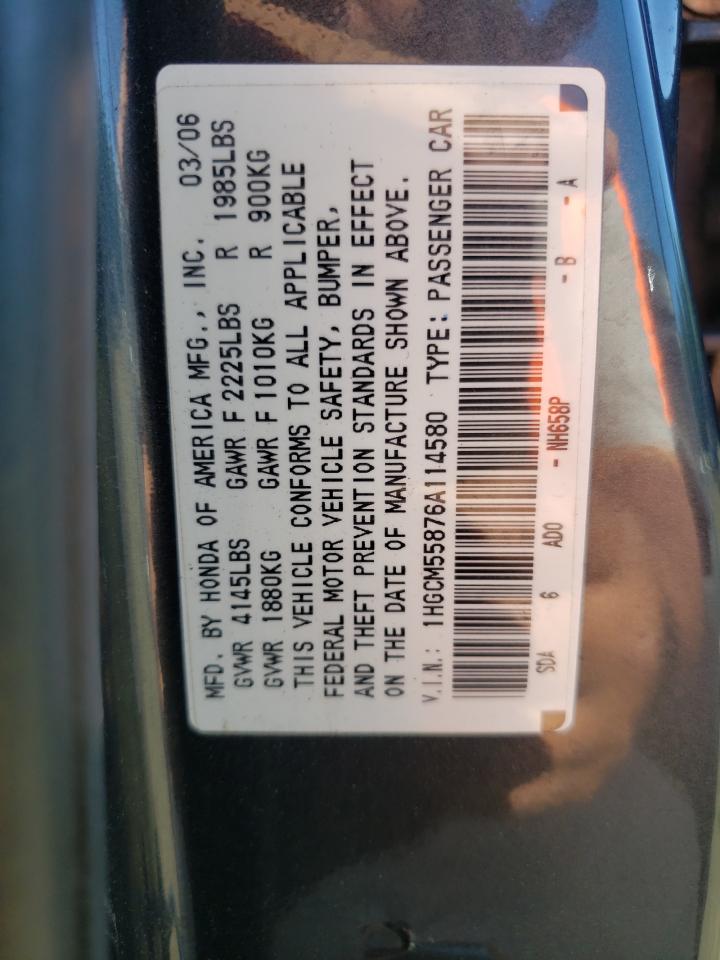 MFD. BY HONDA OF AMERICA MFG., INC. 03/06
GVWR 4145LBS GAWR F 2225LBS R 1985LBS
GVWR 1880KG GAWR F 1010KG R 900KG
THIS VEHICLE CONFORMS TO ALL APPLICABLE
FEDERAL MOTOR VEHICLE SAFETY, BUMPER,
AND THEFT PREVENTION STANDARDS IN EFFECT
ON THE DATE OF MANUFACTURE SHOWN ABOVE.
V.I.N.: 1HGCM55876A114580 TYPE: PASSENGER CAR
SDA 6 AD0 - NH658P - B - A